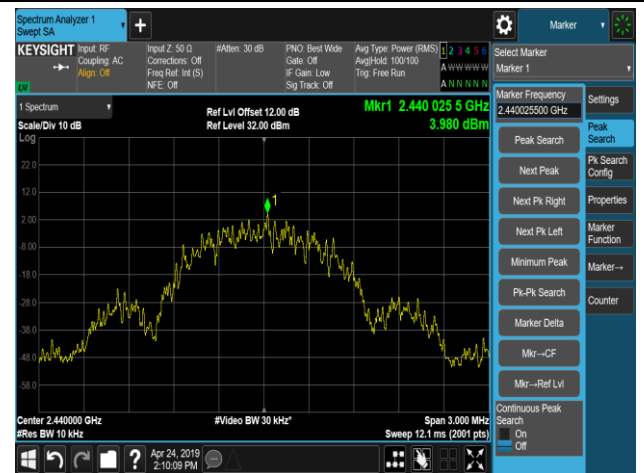 Spectrum Analyzer 1
Swept SA
Marker
KEYSIGHT
Input: RF
Coupling: AC
Align: Off
Input Z: 50 Ω
Corrections: Off
Freq Ref: Int (S)
NFE: Off
#Atten: 30 dB
PNO: Best Wide
Gate: Off
IF Gain: Low
Sig Track: Off
Avg Type: Power (RMS)
Avg|Hold: 100/100
Trig: Free Run
1 2 3 4 5 6
A W W W W W
A N N N N N
LXI
Select Marker
Marker 1
1 Spectrum
Scale/Div 10 dB
Log
Ref Lvl Offset 12.00 dB
Ref Level 32.00 dBm
Mkr1 2.440 025 5 GHz
3.980 dBm
22.0
12.0
2.00
-8.00
-18.0
-28.0
-38.0
-48.0
-58.0
1
Center 2.440000 GHz
#Res BW 10 kHz
#Video BW 30 kHz*
Span 3.000 MHz
Sweep 12.1 ms (2001 pts)
Marker Frequency
2.440025500 GHz
Peak Search
Next Peak
Next Pk Right
Next Pk Left
Minimum Peak
Pk-Pk Search
Marker Delta
Mkr→CF
Mkr→Ref Lvl
Continuous Peak
Search
On
Off
Settings
Peak
Search
Pk Search
Config
Properties
Marker
Function
Marker→
Counter
?
Apr 24, 2019
2:10:09 PM